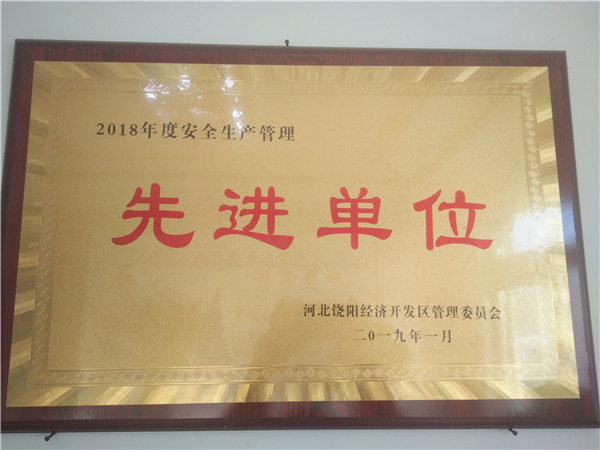 2018年度安全生产管理
先进单位
河北饶阳经济开发区管理委员会
二〇一九年一月